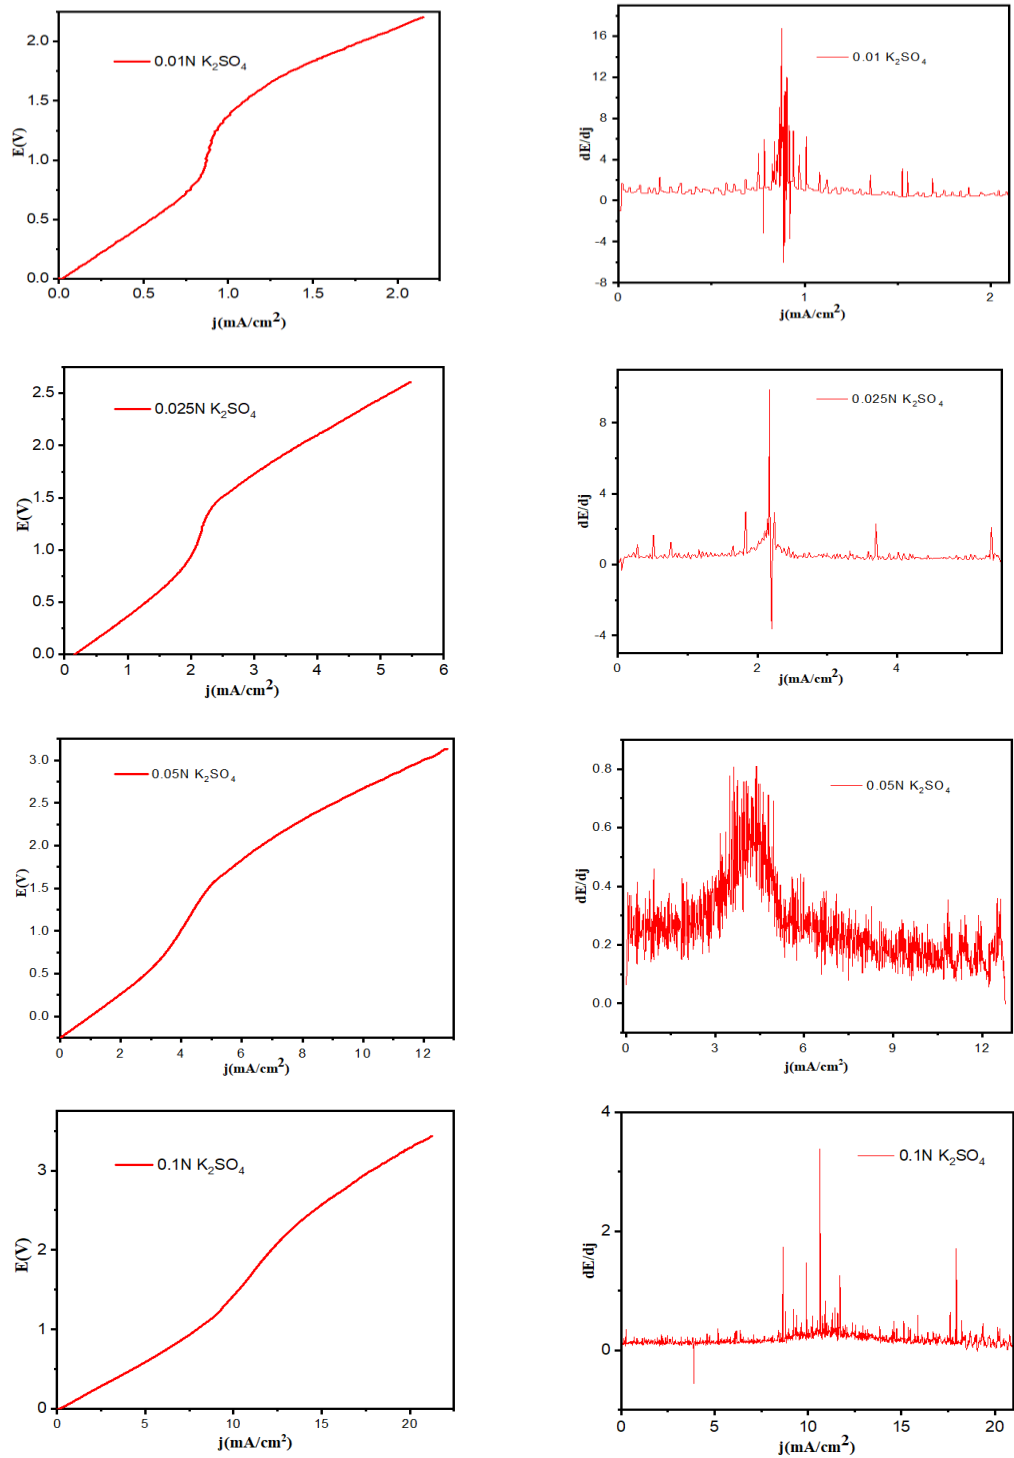 2.0
1.5
1.0
0.5
0.0
E(V)
0.01N K₂SO₄
0.0 0.5 1.0 1.5 2.0
j(mA/cm²)
16
12
8
4
0
-4
-8
dE/dj
0.01 K₂SO₄
0 1 2
j(mA/cm²)
2.5
2.0
1.5
1.0
0.5
0.0
E(V)
0.025N K₂SO₄
0 1 2 3 4 5 6
j(mA/cm²)
8
4
0
-4
dE/dj
0.025N K₂SO₄
0 2 4
j(mA/cm²)
3.0
2.5
2.0
1.5
1.0
0.5
0.0
E(V)
0.05N K₂SO₄
0 2 4 6 8 10 12
j(mA/cm²)
0.8
0.6
0.4
0.2
0.0
dE/dj
0.05N K₂SO₄
0 3 6 9 12
j(mA/cm²)
3
2
1
0
E(V)
0.1N K₂SO₄
0 5 10 15 20
j(mA/cm²)
4
2
0
dE/dj
0.1N K₂SO₄
0 5 10 15 20
j(mA/cm²)